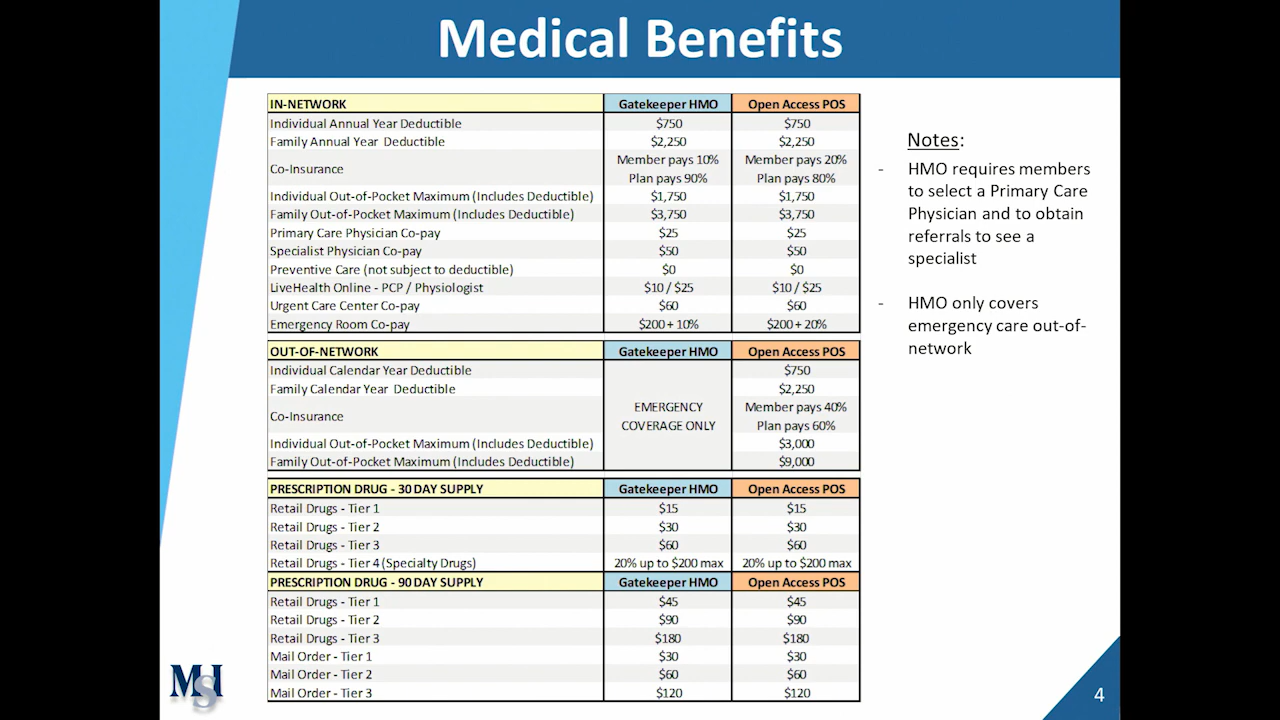 Medical Benefits
IN-NETWORK Gatekeeper HMO Open Access POS
Individual Annual Year Deductible $750 $750
Family Annual Year Deductible $2,250 $2,250
Co-Insurance Member pays 10% Plan pays 90% Member pays 20% Plan pays 80%
Individual Out-of-Pocket Maximum (Includes Deductible) $1,750 $1,750
Family Out-of-Pocket Maximum (Includes Deductible) $3,750 $3,750
Primary Care Physician Co-pay $25 $25
Specialist Physician Co-pay $50 $50
Preventive Care (not subject to deductible) $0 $0
LiveHealth Online - PCP / Physiologist $10 / $25 $10 / $25
Urgent Care Center Co-pay $60 $60
Emergency Room Co-pay $200 + 10% $200 + 20%
OUT-OF-NETWORK Gatekeeper HMO Open Access POS
Individual Calendar Year Deductible $750
Family Calendar Year Deductible $2,250
Co-Insurance EMERGENCY COVERAGE ONLY Member pays 40% Plan pays 60%
Individual Out-of-Pocket Maximum (Includes Deductible) $3,000
Family Out-of-Pocket Maximum (Includes Deductible) $9,000
PRESCRIPTION DRUG - 30 DAY SUPPLY Gatekeeper HMO Open Access POS
Retail Drugs - Tier 1 $15 $15
Retail Drugs - Tier 2 $30 $30
Retail Drugs - Tier 3 $60 $60
Retail Drugs - Tier 4 (Specialty Drugs) 20% up to $200 max 20% up to $200 max
PRESCRIPTION DRUG - 90 DAY SUPPLY Gatekeeper HMO Open Access POS
Retail Drugs - Tier 1 $45 $45
Retail Drugs - Tier 2 $90 $90
Retail Drugs - Tier 3 $180 $180
Mail Order - Tier 1 $30 $30
Mail Order - Tier 2 $60 $60
Mail Order - Tier 3 $120 $120
Notes:
- HMO requires members
to select a Primary Care
Physician and to obtain
referrals to see a
specialist
- HMO only covers
emergency care out-of-
network
MSI
4